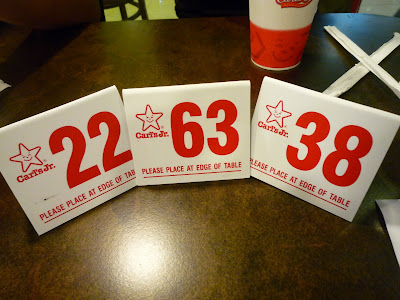 Carl's Jr.
22
PLEASE PLACE AT EDGE OF TABLE
Carl's Jr.
63
PLEASE PLACE AT EDGE OF TABLE
Carl's Jr.
38
PLEASE PLACE AT EDGE OF TABLE